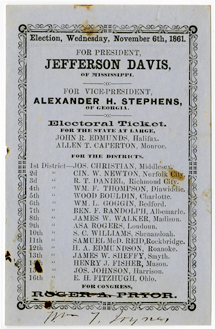 Election, Wednesday, November 6th, 1861.
FOR PRESIDENT,
JEFFERSON DAVIS,
OF MISSISSIPPI.
FOR VICE-PRESIDENT,
ALEXANDER H. STEPHENS,
OF GEORGIA.
Electoral Ticket.
FOR THE STATE AT LARGE,
JOHN R. EDMUNDS, Halifax.
ALLEN T. CAPERTON, Monroe.
FOR THE DISTRICTS.
1st District—JOS. CHRISTIAN, Middlesex.
2d " CIN. W. NEWTON, Norfolk City.
3d " R. T. DANIEL, Richmond City.
4th " WM. F. THOMPSON, Dinwiddie.
5th " WOOD BOULDIN, Charlotte.
6th " WM. L. GOGGIN, Bedford.
7th " BEN. F. RANDOLPH, Albemarle.
8th " JAMES W. WALKER, Madison.
9th " ASA ROGERS, Loudoun.
10th " S. C. WILLIAMS, Shenandoah.
11th " SAMUEL McD. REID, Rockbridge.
12th " H. A. EDMUNDSON, Roanoke.
13th " JAMES W. SHEFFY, Smyth.
14th " HENRY J. FISHER, Mason.
15th " JOS. JOHNSON, Harrison.
16th " E. H. FITZHUGH, Ohio.
FOR CONGRESS,
ROGER A. PRYOR.
Wm T. Joynes